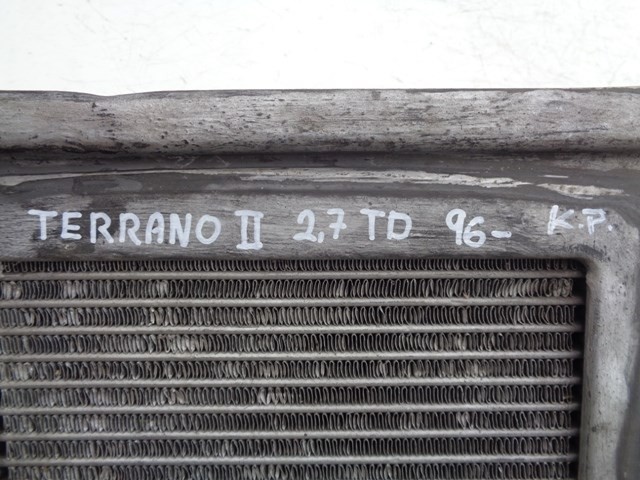 TERRANO II 2,7 TD 96- K.P.